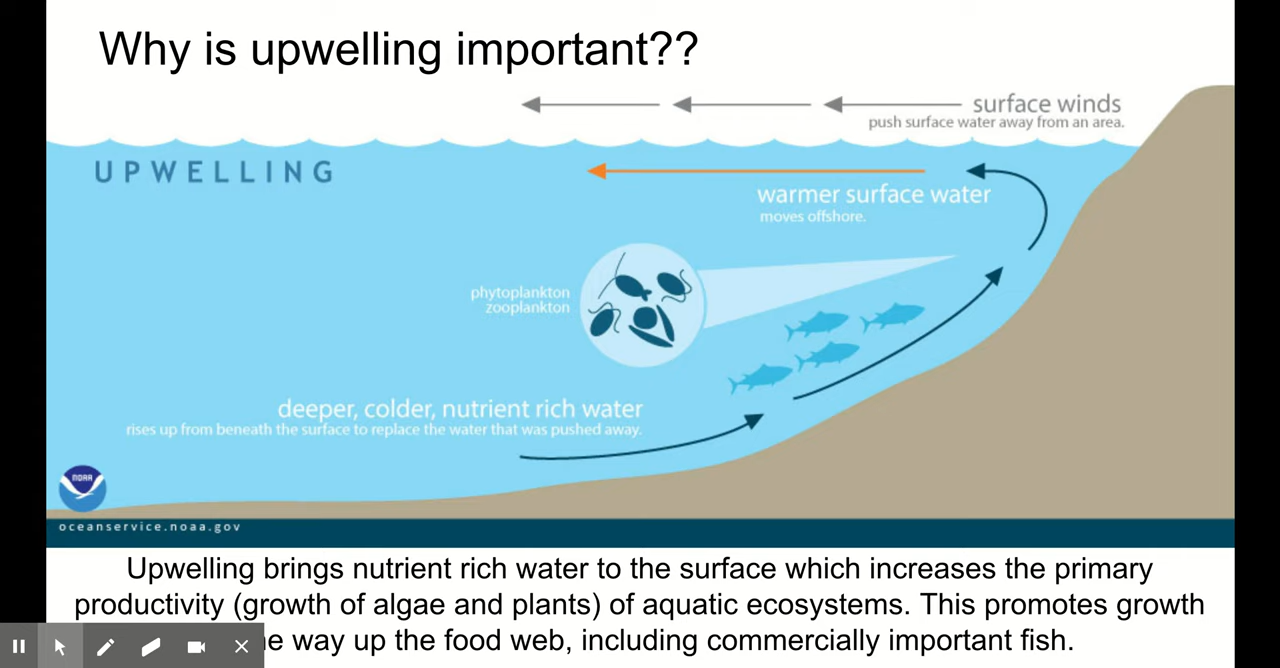 Why is upwelling important??
surface winds
push surface water away from an area.
UPWELLING
warmer surface water
moves offshore.
phytoplankton
zooplankton
deeper, colder, nutrient rich water
rises up from beneath the surface to replace the water that was pushed away.
NOAA
oceanservice.noaa.gov
Upwelling brings nutrient rich water to the surface which increases the primary
productivity (growth of algae and plants) of aquatic ecosystems. This promotes growth
way up the food web, including commercially important fish.